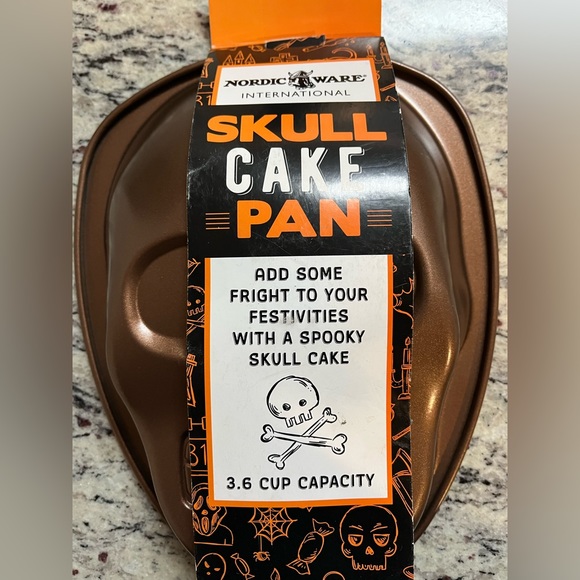 NORDIC WARE®
INTERNATIONAL
SKULL
CAKE
PAN
ADD SOME
FRIGHT TO YOUR
FESTIVITIES
WITH A SPOOKY
SKULL CAKE
3.6 CUP CAPACITY